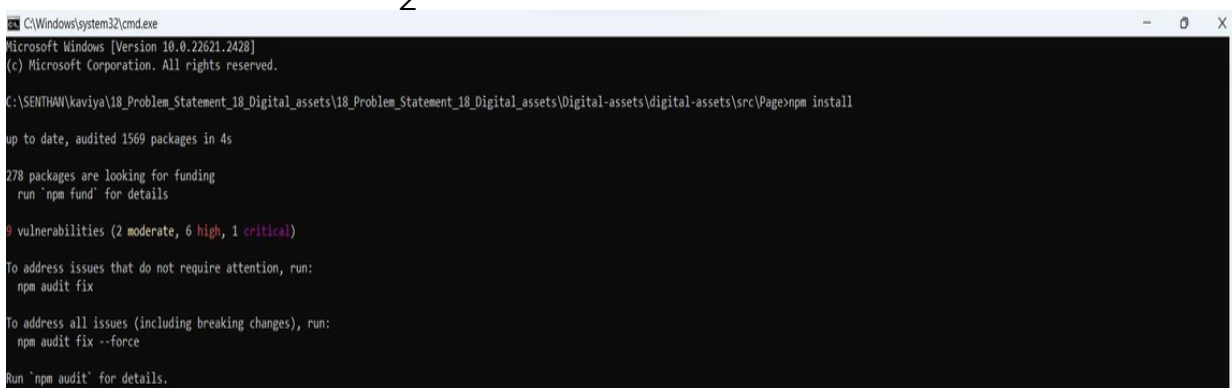 2
C:\Windows\system32\cmd.exe
Microsoft Windows [Version 10.0.22621.2428]
(c) Microsoft Corporation. All rights reserved.
C:\SENTHAN\kaviya\18_Problem_Statement_18_Digital_assets\18_Problem_Statement_18_Digital_assets\Digital-assets\digital-assets\src\Page>npm install
up to date, audited 1569 packages in 4s
278 packages are looking for funding
run `npm fund` for details
9 vulnerabilities (2 moderate, 6 high, 1 critical)
To address issues that do not require attention, run:
npm audit fix
To address all issues (including breaking changes), run:
npm audit fix --force
Run `npm audit` for details.